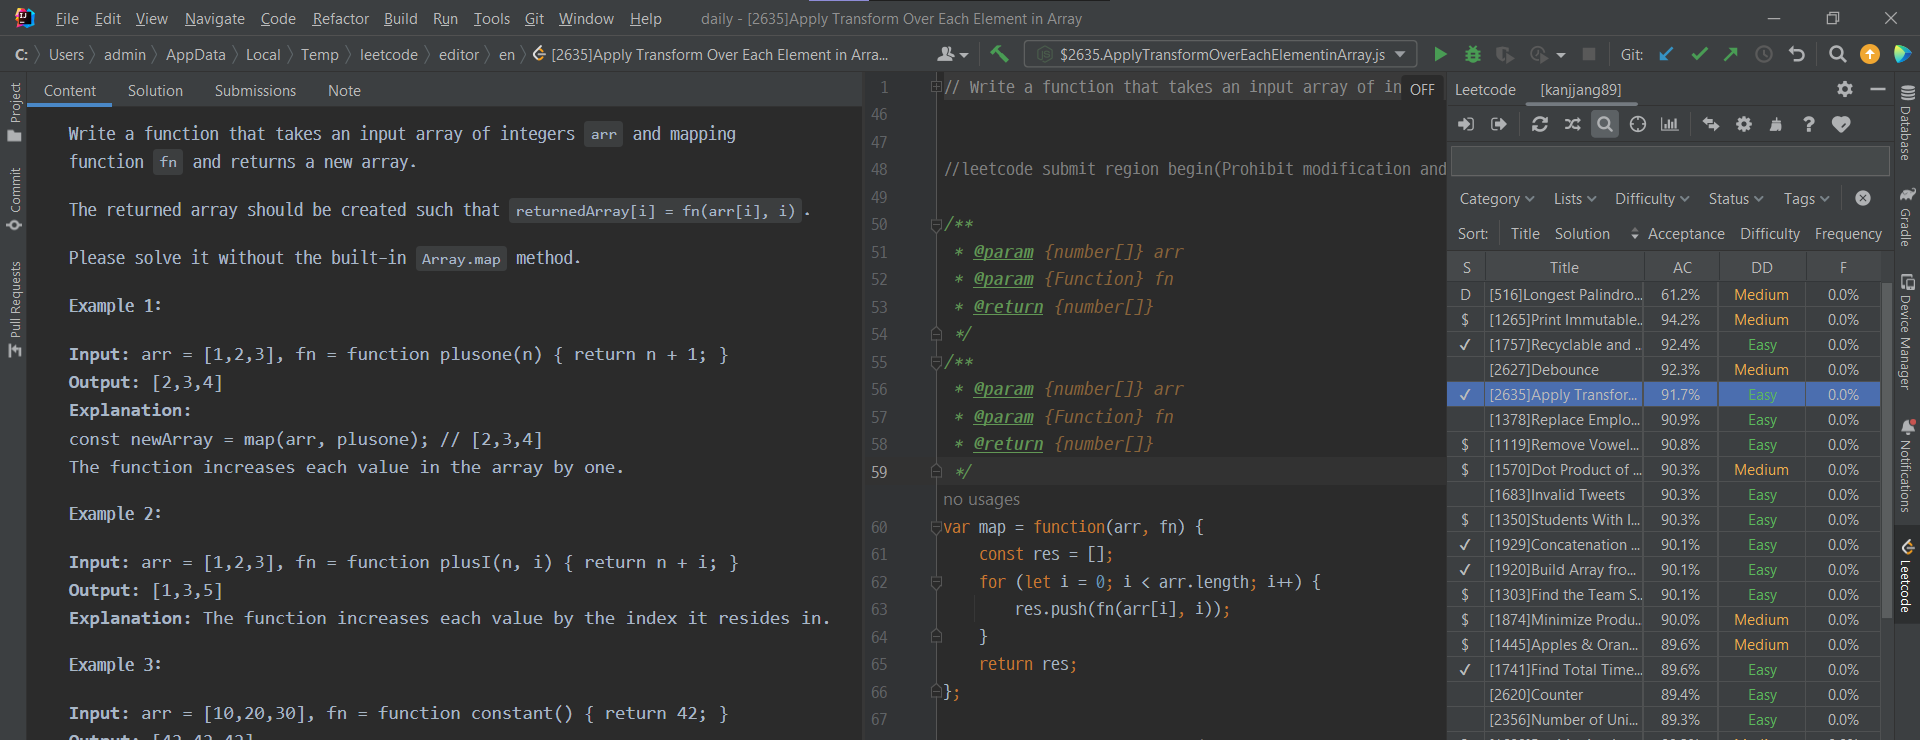 File Edit View Navigate Code Refactor Build Run Tools Git Window Help daily - [2635]Apply Transform Over Each Element in Array
C: Users admin AppData Local Temp leetcode editor en [2635]Apply Transform Over Each Element in Arra... $2635.ApplyTransformOverEachElementinArray.js Git:
Project
Commit
Pull Requests
Content Solution Submissions Note
Write a function that takes an input array of integers arr and mapping
function fn and returns a new array.
The returned array should be created such that returnedArray[i] = fn(arr[i], i).
Please solve it without the built-in Array.map method.
Example 1:
Input: arr = [1,2,3], fn = function plusone(n) { return n + 1; }
Output: [2,3,4]
Explanation:
const newArray = map(arr, plusone); // [2,3,4]
The function increases each value in the array by one.
Example 2:
Input: arr = [1,2,3], fn = function plusI(n, i) { return n + i; }
Output: [1,3,5]
Explanation: The function increases each value by the index it resides in.
Example 3:
Input: arr = [10,20,30], fn = function constant() { return 42; }
Output: [42,42,42]
1 // Write a function that takes an input array of in OFF
46
47
48 //leetcode submit region begin(Prohibit modification and
49
50 /**
51 * @param {number[]} arr
52 * @param {Function} fn
53 * @return {number[]}
54 */
55 /**
56 * @param {number[]} arr
57 * @param {Function} fn
58 * @return {number[]}
59 */
no usages
60 var map = function(arr, fn) {
61 const res = [];
62 for (let i = 0; i < arr.length; i++) {
63 res.push(fn(arr[i], i));
64 }
65 return res;
66 };
67
Leetcode [kanjjang89]
Category Lists Difficulty Status Tags
Sort: Title Solution Acceptance Difficulty Frequency
S Title AC DD F
D [516]Longest Palindro... 61.2% Medium 0.0%
$ [1265]Print Immutable... 94.2% Medium 0.0%
✓ [1757]Recyclable and ... 92.4% Easy 0.0%
[2627]Debounce 92.3% Medium 0.0%
✓ [2635]Apply Transfor... 91.7% Easy 0.0%
[1378]Replace Emplo... 90.9% Easy 0.0%
$ [1119]Remove Vowel... 90.8% Easy 0.0%
$ [1570]Dot Product of ... 90.3% Medium 0.0%
[1683]Invalid Tweets 90.3% Easy 0.0%
$ [1350]Students With I... 90.3% Easy 0.0%
✓ [1929]Concatenation ... 90.1% Easy 0.0%
✓ [1920]Build Array fro... 90.1% Easy 0.0%
$ [1303]Find the Team S... 90.1% Easy 0.0%
$ [1874]Minimize Produ... 90.0% Medium 0.0%
$ [1445]Apples & Oran... 89.6% Medium 0.0%
✓ [1741]Find Total Time... 89.6% Easy 0.0%
[2620]Counter 89.4% Easy 0.0%
[2356]Number of Uni... 89.3% Easy 0.0%
Database
Gradle
Device Manager
Notifications
Leetcode